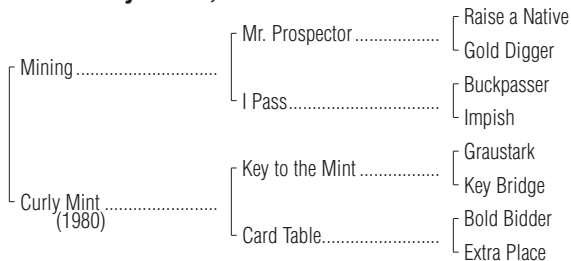 Raise a Native
Mr. Prospector ....................
Gold Digger
Mining ..................................
Buckpasser
I Pass.....................................
Impish
Graustark
Key to the Mint ...................
Key Bridge
Curly Mint ...........................
(1980)
Bold Bidder
Card Table.............................
Extra Place